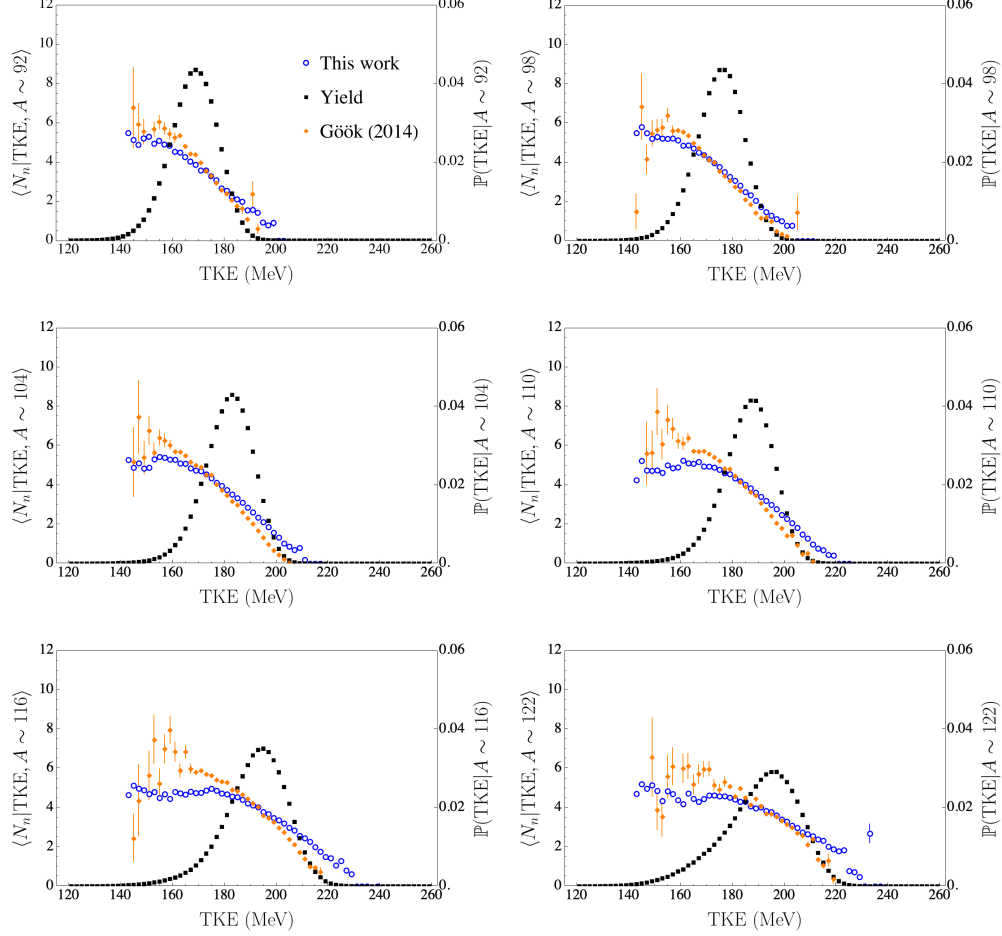 12
10
8
6
4
2
0
0.06
0.04
0.02
0.
120 140 160 180 200 220 240 260
TKE (MeV)
⟨Nₙ|TKE, A ∼ 92⟩
ℙ(TKE|A ∼ 92)
This work
Yield
Göök (2014)
12
10
8
6
4
2
0
0.06
0.04
0.02
0.
120 140 160 180 200 220 240 260
TKE (MeV)
⟨Nₙ|TKE, A ∼ 98⟩
ℙ(TKE|A ∼ 98)
12
10
8
6
4
2
0
0.06
0.04
0.02
0.
120 140 160 180 200 220 240 260
TKE (MeV)
⟨Nₙ|TKE, A ∼ 104⟩
ℙ(TKE|A ∼ 104)
12
10
8
6
4
2
0
0.06
0.04
0.02
0.
120 140 160 180 200 220 240 260
TKE (MeV)
⟨Nₙ|TKE, A ∼ 110⟩
ℙ(TKE|A ∼ 110)
12
10
8
6
4
2
0
0.06
0.04
0.02
0.
120 140 160 180 200 220 240 260
TKE (MeV)
⟨Nₙ|TKE, A ∼ 116⟩
ℙ(TKE|A ∼ 116)
12
10
8
6
4
2
0
0.06
0.04
0.02
0.
120 140 160 180 200 220 240 260
TKE (MeV)
⟨Nₙ|TKE, A ∼ 122⟩
ℙ(TKE|A ∼ 122)